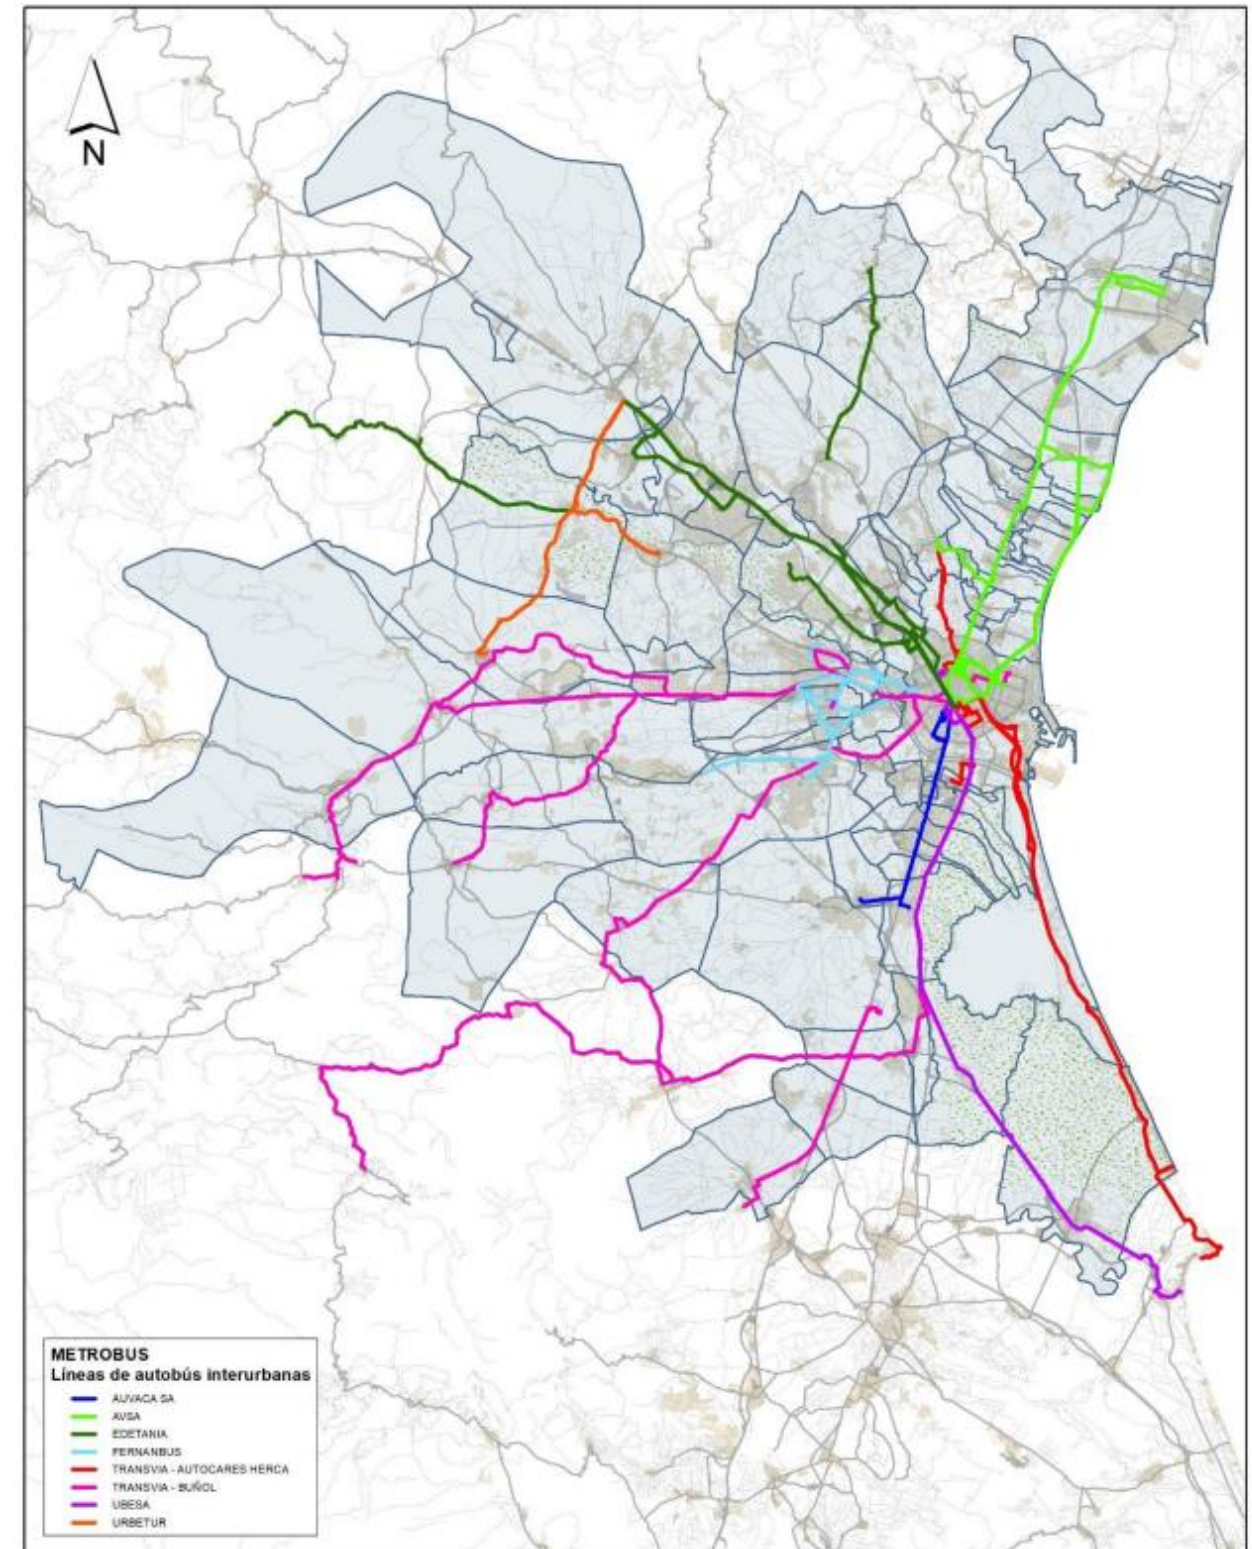 N
METROBUS
Líneas de autobús interurbanas
AUVACA SA
AVSA
EDETANIA
FERNANBUS
TRANSVIA - AUTOCARES HERCA
TRANSVIA - BUÑOL
UBESA
URBETUR